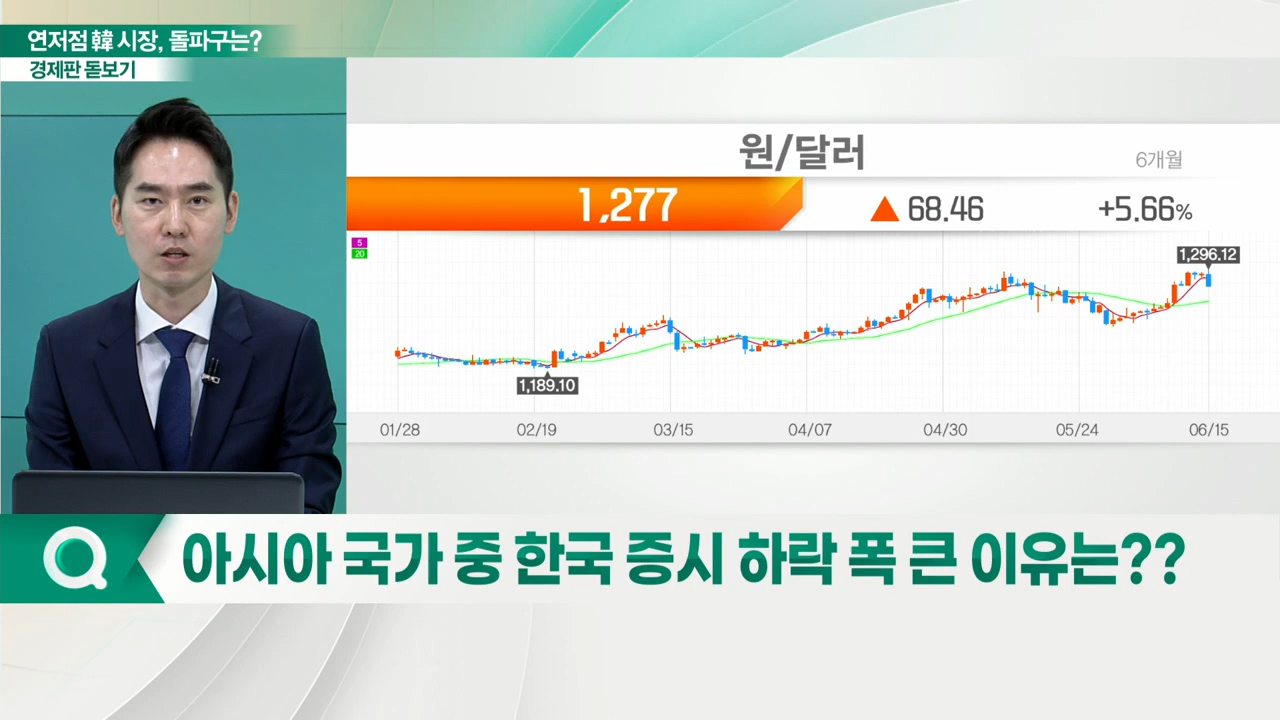 연저점 韓 시장, 돌파구는?
경제판 돋보기
원/달러
6개월
1,277
▲ 68.46
+5.66%
5
20
1,296.12
1,189.10
01/28 02/19 03/15 04/07 04/30 05/24 06/15
Q 아시아 국가 중 한국 증시 하락 폭 큰 이유는??